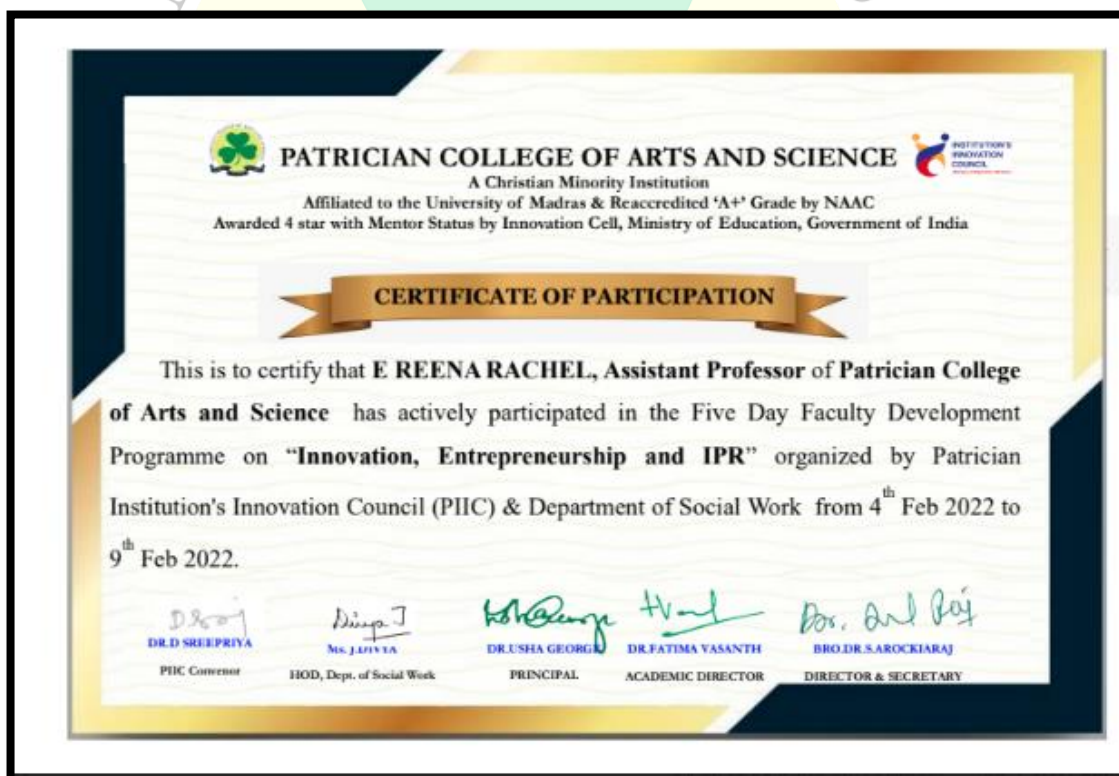 PATRICIAN COLLEGE OF ARTS AND SCIENCE
INSTITUTION'S
INNOVATION
COUNCIL
A Christian Minority Institution
Affiliated to the University of Madras & Reaccredited ‘A+’ Grade by NAAC
Awarded 4 star with Mentor Status by Innovation Cell, Ministry of Education, Government of India
CERTIFICATE OF PARTICIPATION
This is to certify that E REENA RACHEL, Assistant Professor of Patrician College
of Arts and Science has actively participated in the Five Day Faculty Development
Programme on “Innovation, Entrepreneurship and IPR” organized by Patrician
Institution's Innovation Council (PIIC) & Department of Social Work from 4th Feb 2022 to
9th Feb 2022.
DR.D SREEPRIYA Ms. J.DIVYA DR.USHA GEORGE DR.FATIMA VASANTH BRO.DR.S.AROCKIARAJ
PIIC Convenor HOD, Dept. of Social Work PRINCIPAL ACADEMIC DIRECTOR DIRECTOR & SECRETARY